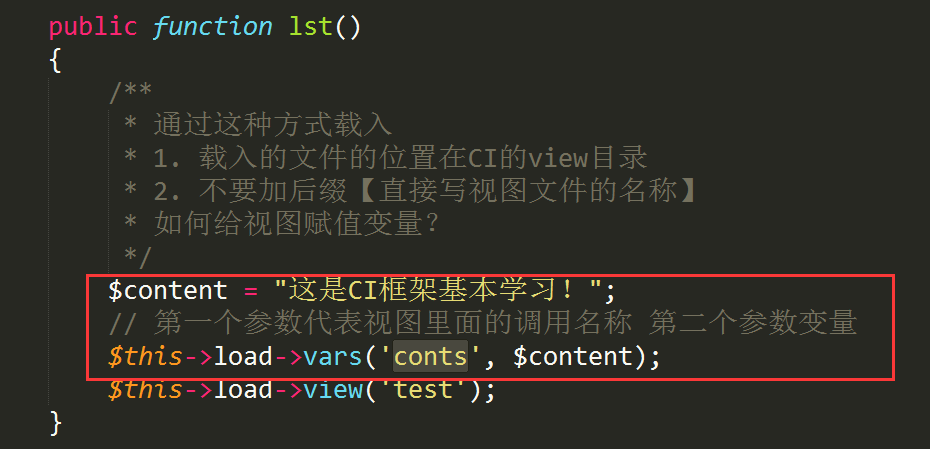 public function lst()
{
/**
* 通过这种方式载入
* 1. 载入的文件的位置在CI的view目录
* 2. 不要加后缀【直接写视图文件的名称】
* 如何给视图赋值变量?
*/
$content = "这是CI框架基本学习！";
// 第一个参数代表视图里面的调用名称 第二个参数变量
$this->load->vars('conts', $content);
$this->load->view('test');
}